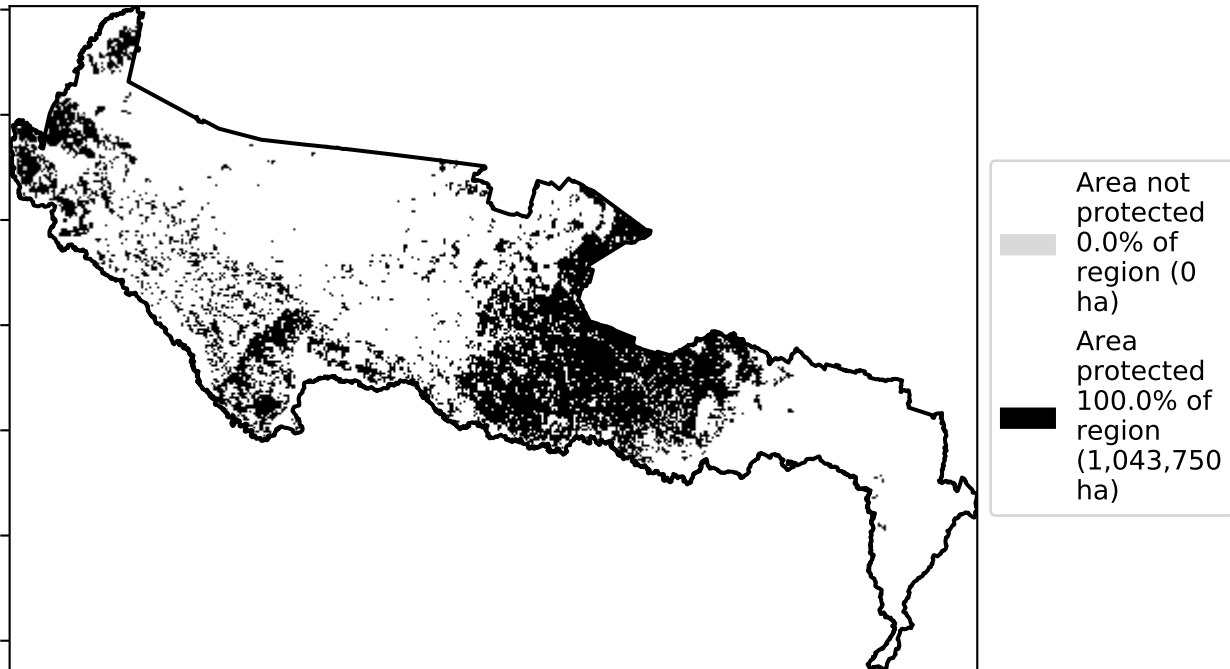 Area not
protected
0.0% of
region (0
ha)
Area
protected
100.0% of
region
(1,043,750
ha)